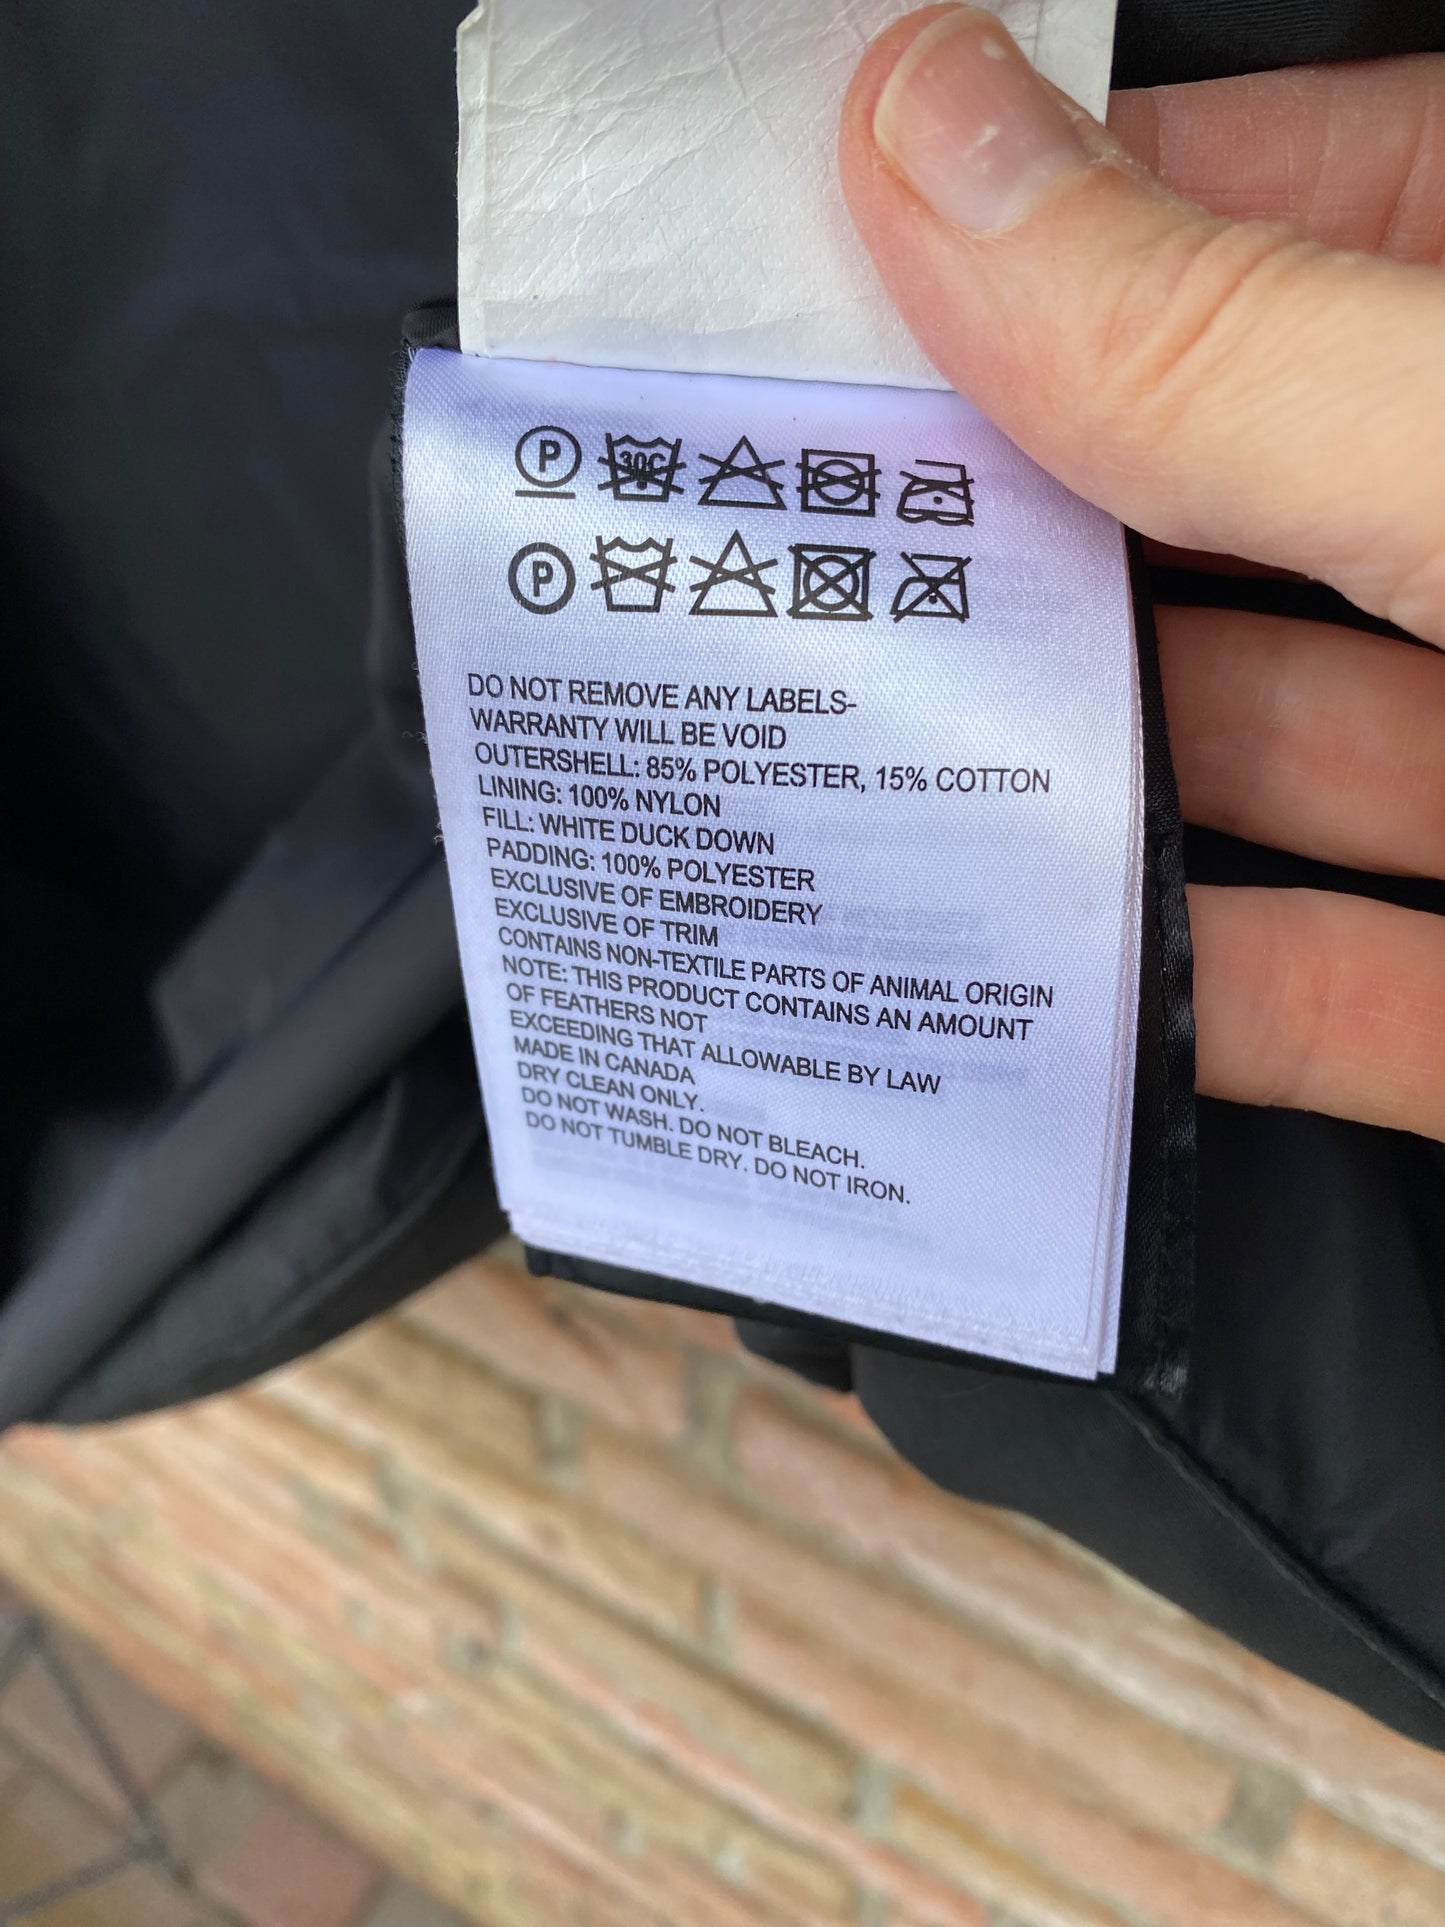 P 30C
P
DO NOT REMOVE ANY LABELS-
WARRANTY WILL BE VOID
OUTERSHELL: 85% POLYESTER, 15% COTTON
LINING: 100% NYLON
FILL: WHITE DUCK DOWN
PADDING: 100% POLYESTER
EXCLUSIVE OF EMBROIDERY
EXCLUSIVE OF TRIM
CONTAINS NON-TEXTILE PARTS OF ANIMAL ORIGIN
NOTE: THIS PRODUCT CONTAINS AN AMOUNT
OF FEATHERS NOT
EXCEEDING THAT ALLOWABLE BY LAW
MADE IN CANADA
DRY CLEAN ONLY.
DO NOT WASH. DO NOT BLEACH.
DO NOT TUMBLE DRY. DO NOT IRON.